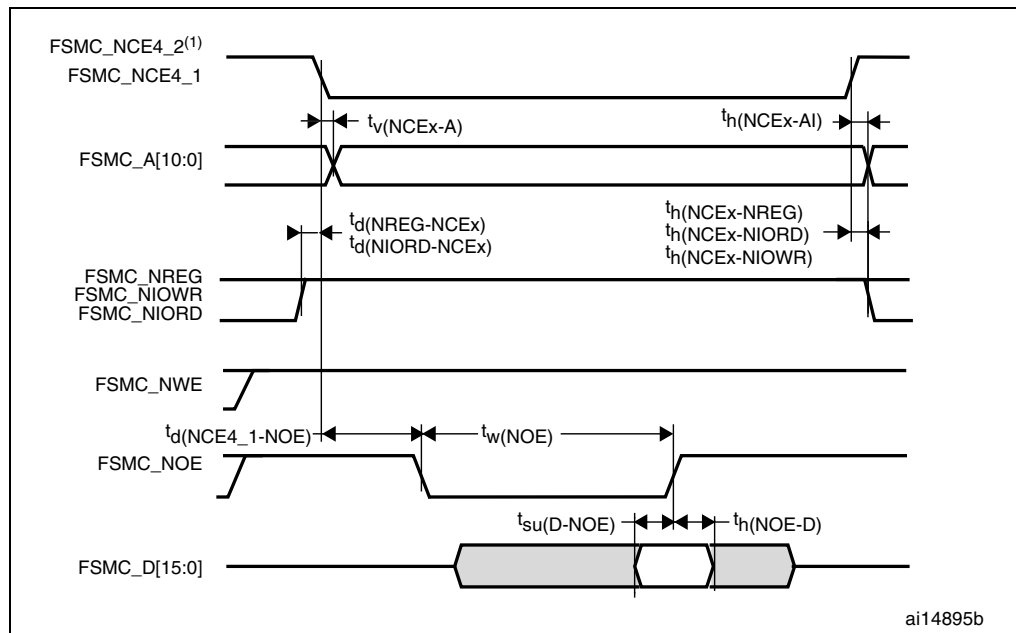 FSMC_NCE4_2(1)
FSMC_NCE4_1
tv(NCEx-A)
th(NCEx-AI)
FSMC_A[10:0]
td(NREG-NCEx)
td(NIORD-NCEx)
th(NCEx-NREG)
th(NCEx-NIORD)
th(NCEx-NIOWR)
FSMC_NREG
FSMC_NIOWR
FSMC_NIORD
FSMC_NWE
td(NCE4_1-NOE)
tw(NOE)
FSMC_NOE
tsu(D-NOE)
th(NOE-D)
FSMC_D[15:0]
ai14895b